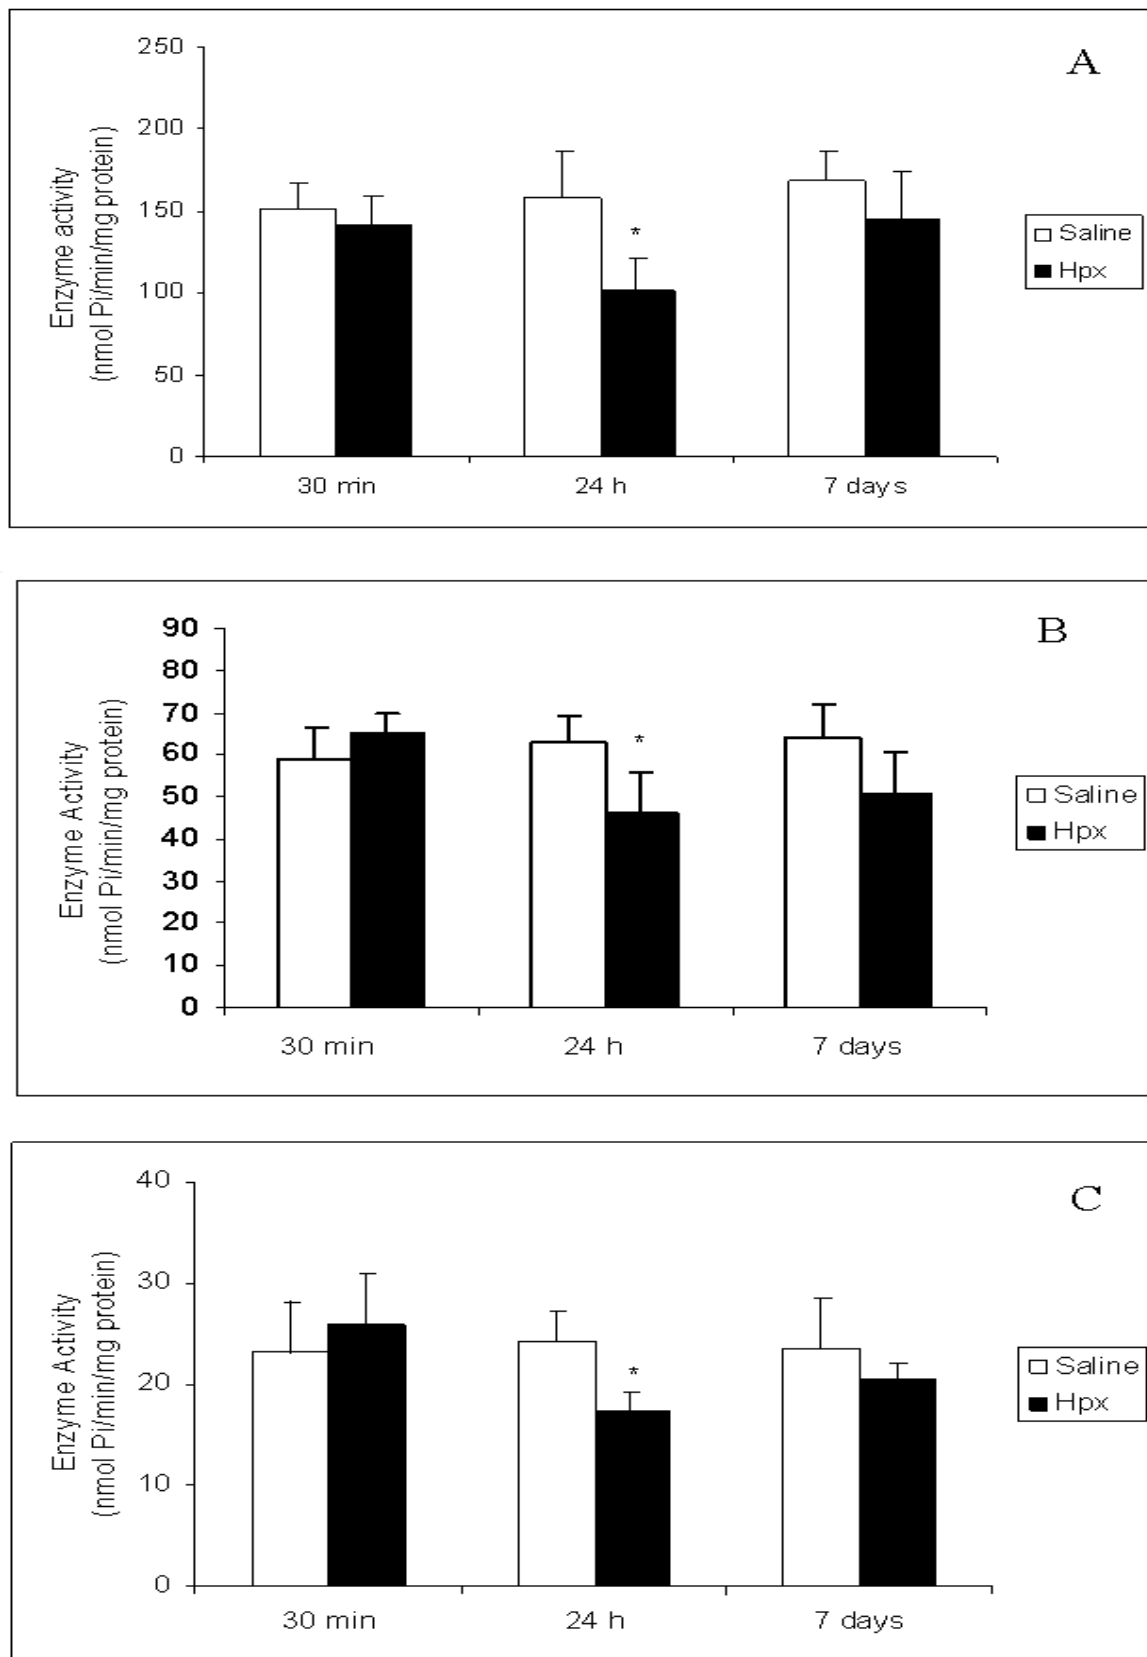 A
250
200
150
100
50
0
Enzyme activity
(nmol Pi/min/mg protein)
*
30 min
24 h
7 days
Saline
Hpx
B
90
80
70
60
50
40
30
20
10
0
Enzyme Activity
(nmol Pi/min/mg protein)
*
30 min
24 h
7 days
Saline
Hpx
C
40
30
20
10
0
Enzyme Activity
(nmol Pi/min/mg protein)
*
30 min
24 h
7 days
Saline
Hpx